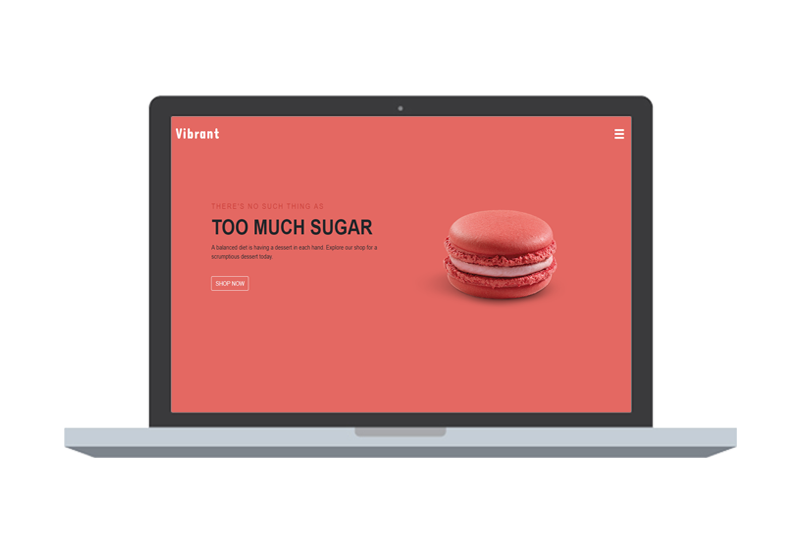 Vibrant
THERE'S NO SUCH THING AS
TOO MUCH SUGAR
A balanced diet is having a dessert in each hand. Explore our shop for a
scrumptious dessert today.
SHOP NOW